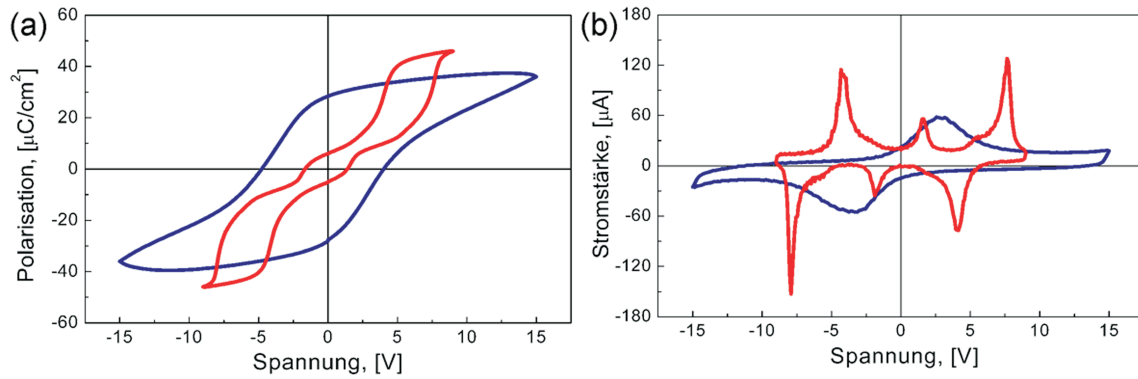 (a)
60
40
20
0
-20
-40
-60
Polarisation, [µC/cm²]
-15 -10 -5 0 5 10 15
Spannung, [V]
(b)
180
120
60
0
-60
-120
-180
Stromstärke, [µA]
-15 -10 -5 0 5 10 15
Spannung, [V]